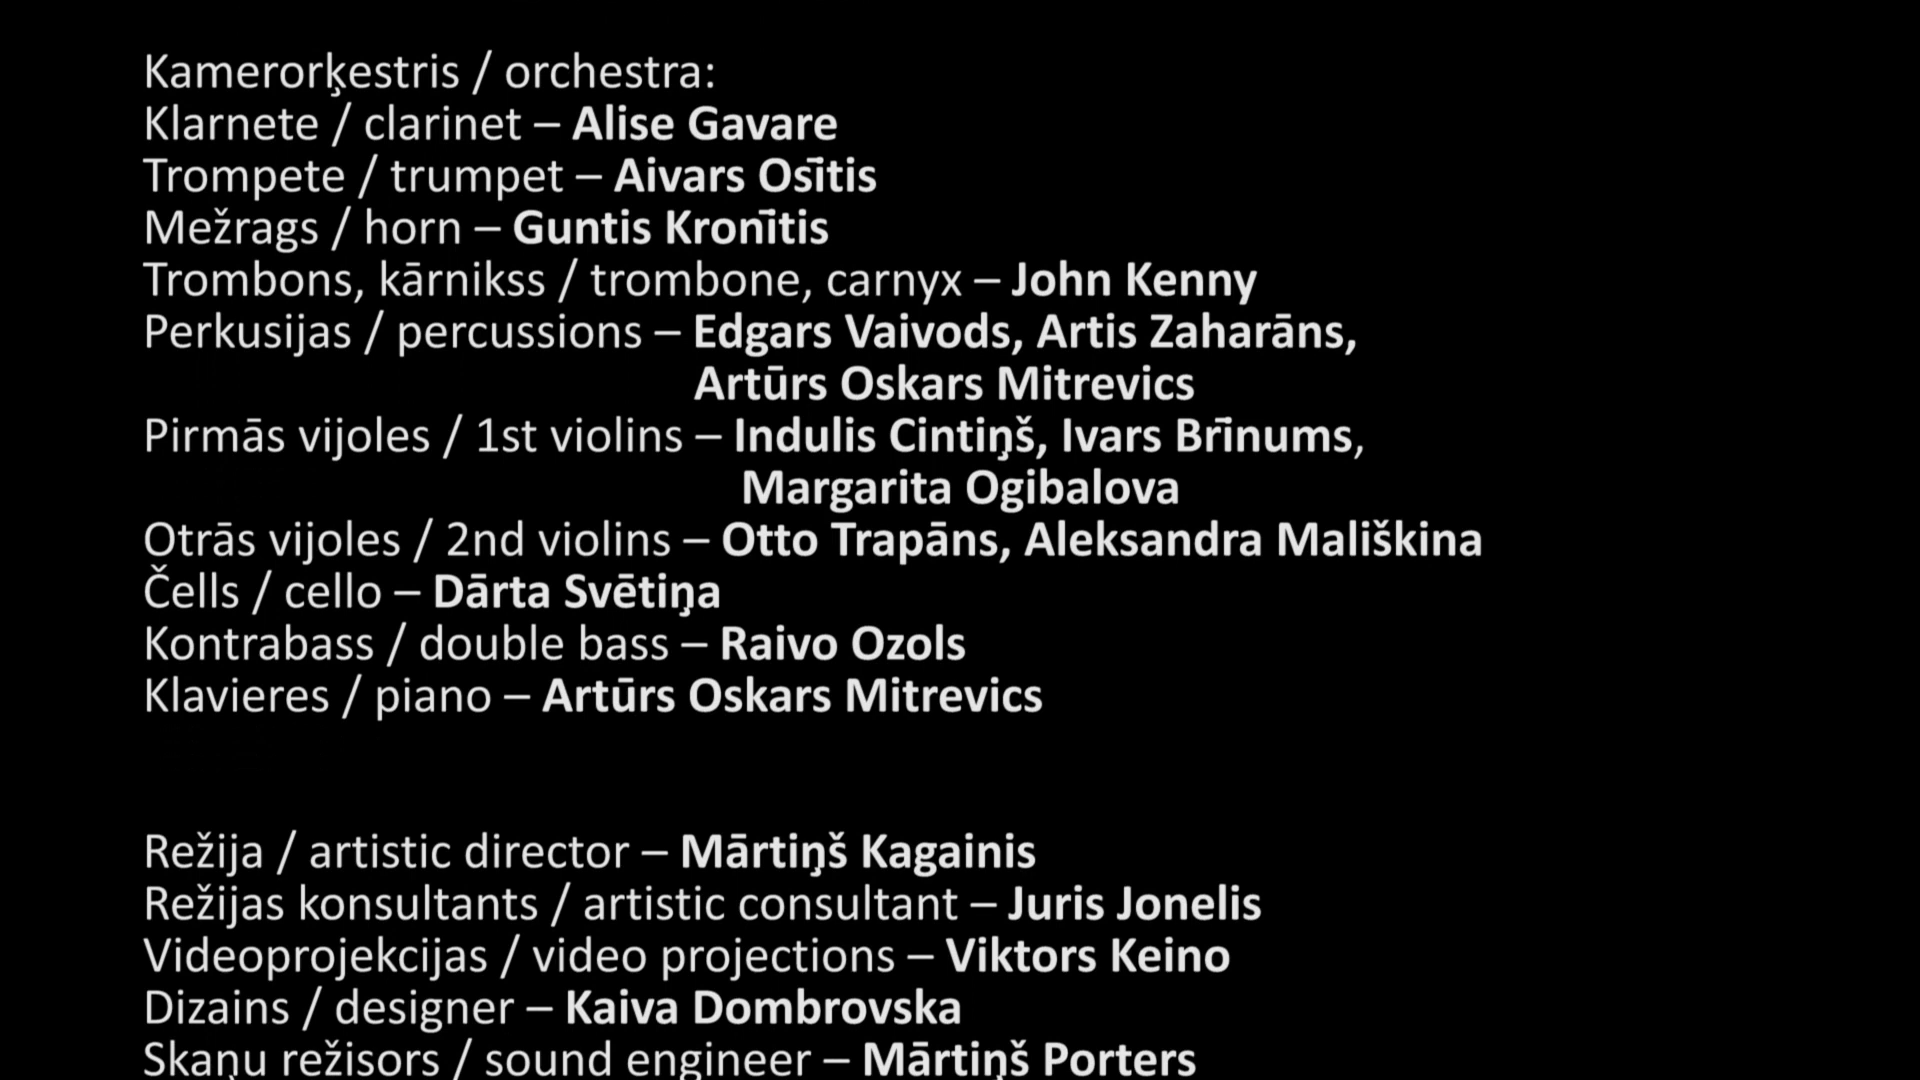 Kamerorķestris / orchestra:
Klarnete / clarinet – Alise Gavare
Trompete / trumpet – Aivars Osītis
Mežrags / horn – Guntis Kronītis
Trombons, kārnikss / trombone, carnyx – John Kenny
Perkusijas / percussions – Edgars Vaivods, Artis Zaharāns,
Artūrs Oskars Mitrevics
Pirmās vijoles / 1st violins – Indulis Cintiņš, Ivars Brīnums,
Margarita Ogibalova
Otrās vijoles / 2nd violins – Otto Trapāns, Aleksandra Mališkina
Čells / cello – Dārta Svētiņa
Kontrabass / double bass – Raivo Ozols
Klavieres / piano – Artūrs Oskars Mitrevics
Režija / artistic director – Mārtiņš Kagainis
Režijas konsultants / artistic consultant – Juris Jonelis
Videoprojekcijas / video projections – Viktors Keino
Dizains / designer – Kaiva Dombrovska
Skaņu režisors / sound engineer – Mārtiņš Porters